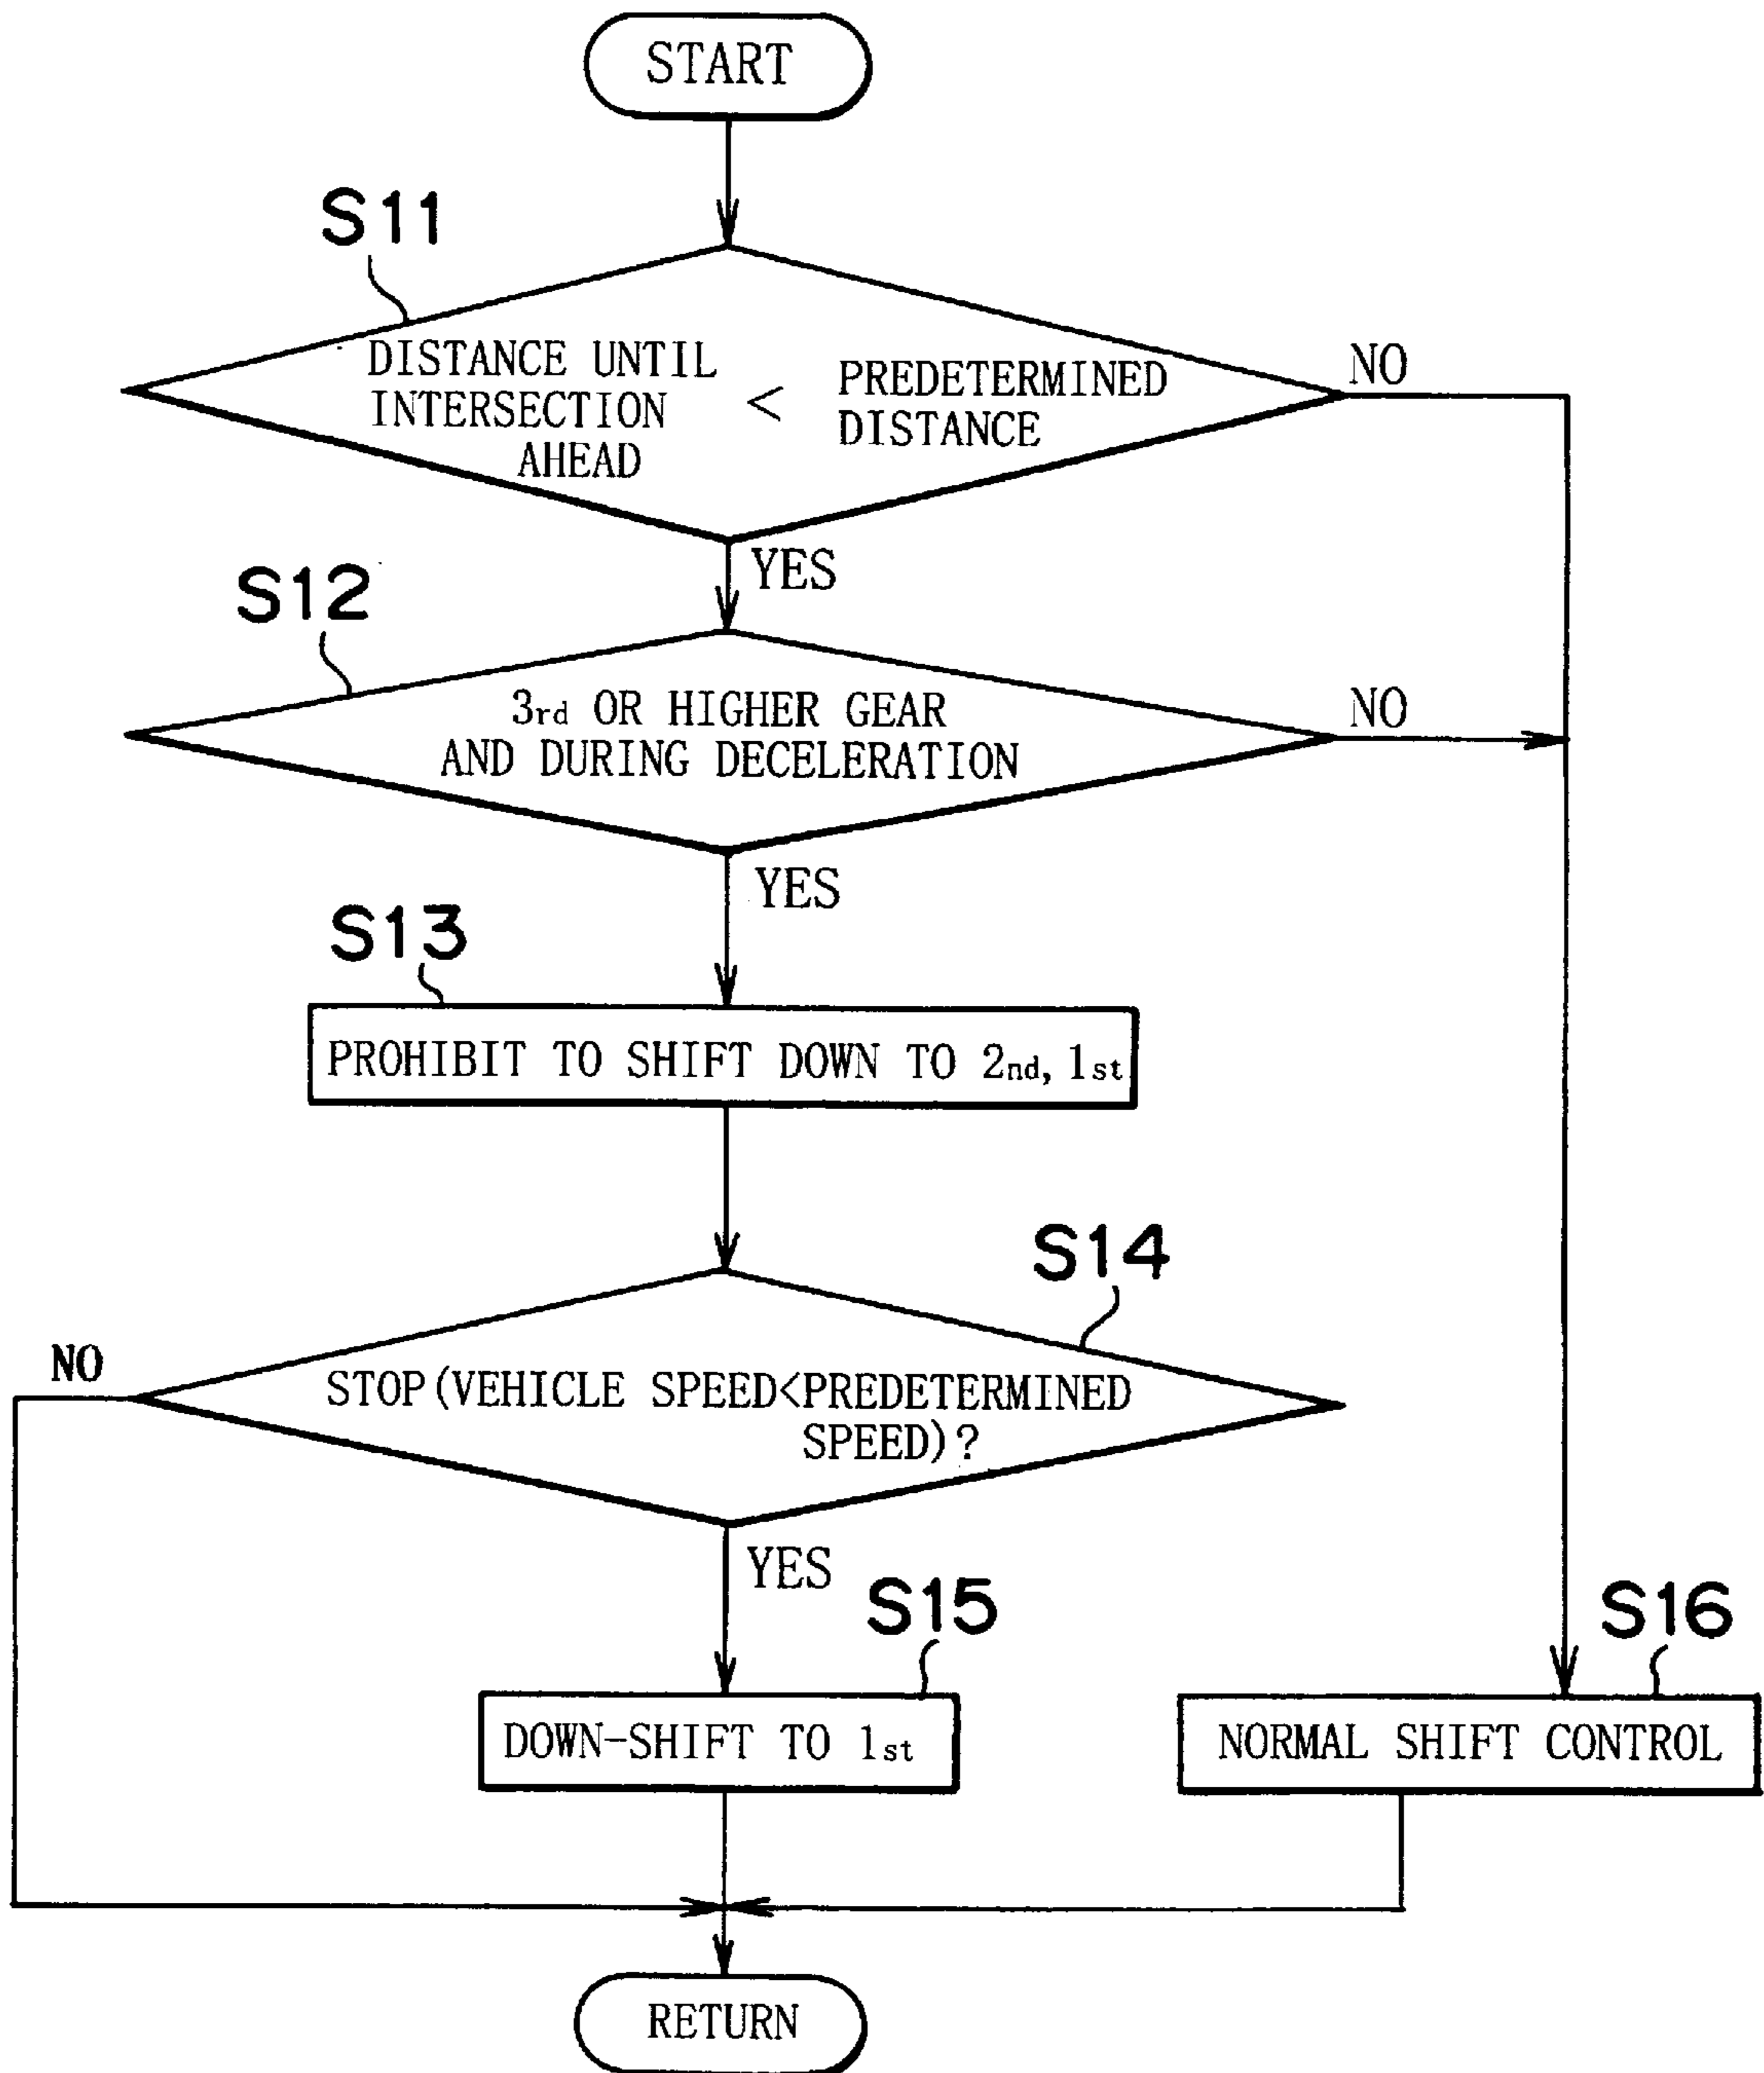 START
S11
DISTANCE UNTIL
INTERSECTION
AHEAD
<
PREDETERMINED
DISTANCE
NO
YES
S12
3rd OR HIGHER GEAR
AND DURING DECELERATION
NO
YES
S13
PROHIBIT TO SHIFT DOWN TO 2nd, 1st
S14
NO
STOP(VEHICLE SPEED<PREDETERMINED
SPEED)?
YES
S15
DOWN-SHIFT TO 1st
S16
NORMAL SHIFT CONTROL
RETURN